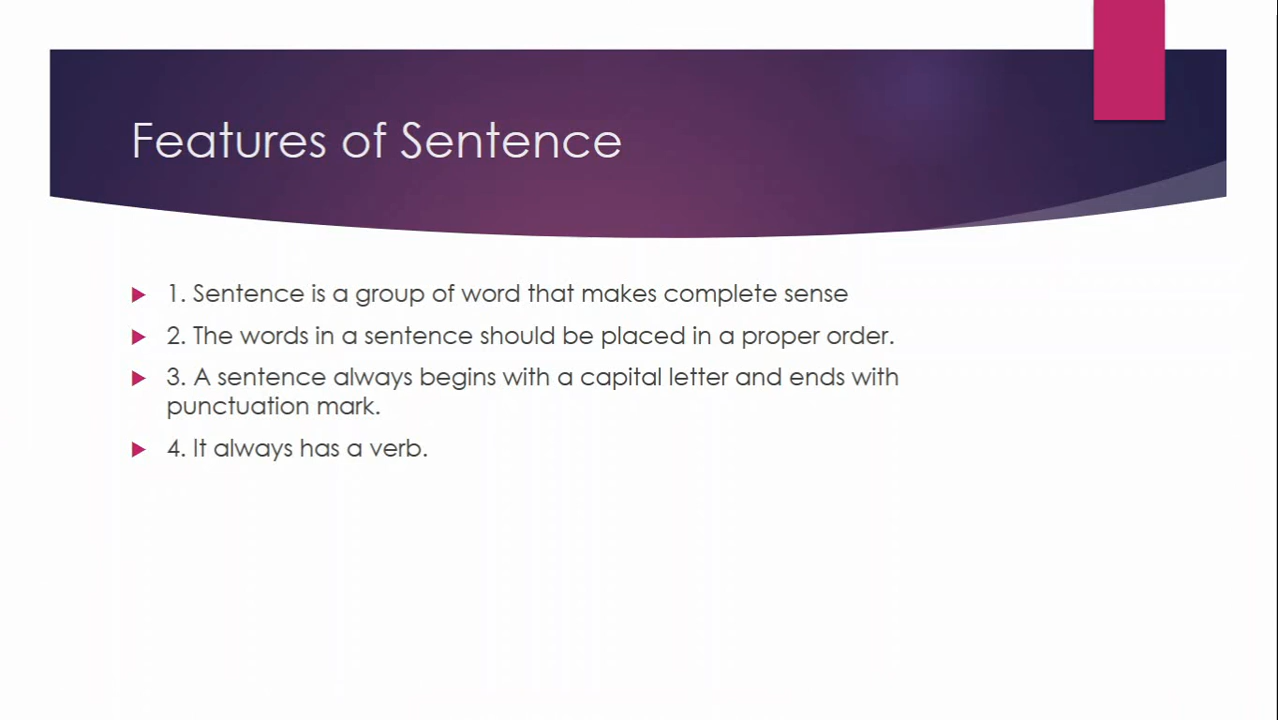 Features of Sentence
1. Sentence is a group of word that makes complete sense
2. The words in a sentence should be placed in a proper order.
3. A sentence always begins with a capital letter and ends with
punctuation mark.
4. It always has a verb.